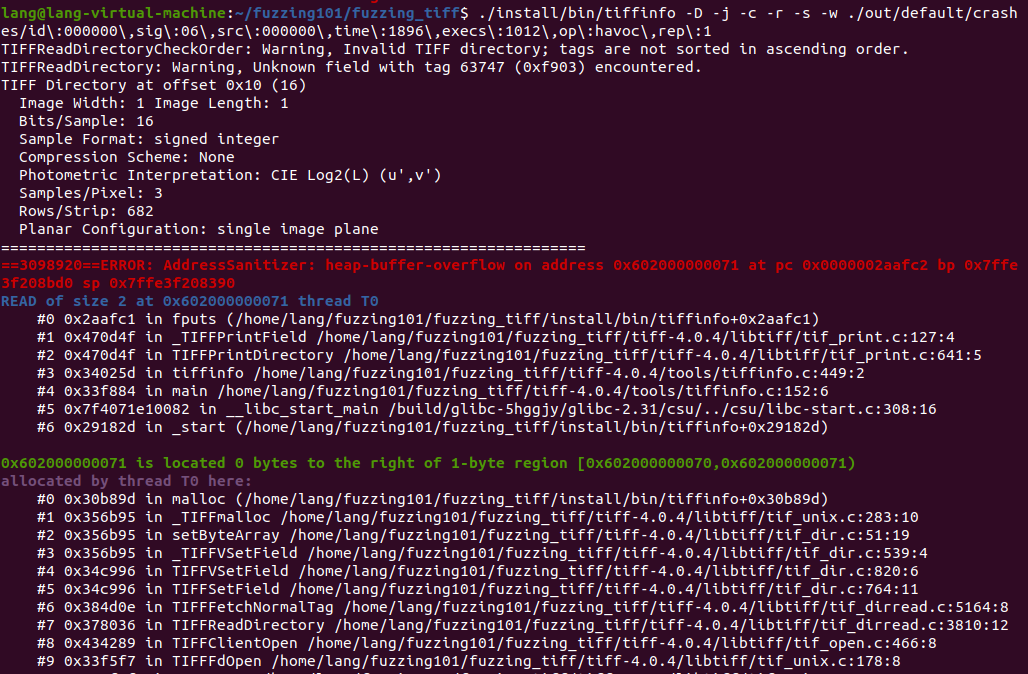 lang@lang-virtual-machine:~/fuzzing101/fuzzing_tiff$ ./install/bin/tiffinfo -D -j -c -r -s -w ./out/default/crash
es/id\:000000\,sig\:06\,src\:000000\,time\:1896\,execs\:1012\,op\:havoc\,rep\:1
TIFFReadDirectoryCheckOrder: Warning, Invalid TIFF directory; tags are not sorted in ascending order.
TIFFReadDirectory: Warning, Unknown field with tag 63747 (0xf903) encountered.
TIFF Directory at offset 0x10 (16)
  Image Width: 1 Image Length: 1
  Bits/Sample: 16
  Sample Format: signed integer
  Compression Scheme: None
  Photometric Interpretation: CIE Log2(L) (u',v')
  Samples/Pixel: 3
  Rows/Strip: 682
  Planar Configuration: single image plane
=================================================================
==3098920==ERROR: AddressSanitizer: heap-buffer-overflow on address 0x602000000071 at pc 0x0000002aafc2 bp 0x7ffe
3f208bd0 sp 0x7ffe3f208390
READ of size 2 at 0x602000000071 thread T0
    #0 0x2aafc1 in fputs (/home/lang/fuzzing101/fuzzing_tiff/install/bin/tiffinfo+0x2aafc1)
    #1 0x470d4f in _TIFFPrintField /home/lang/fuzzing101/fuzzing_tiff/tiff-4.0.4/libtiff/tif_print.c:127:4
    #2 0x470d4f in TIFFPrintDirectory /home/lang/fuzzing101/fuzzing_tiff/tiff-4.0.4/libtiff/tif_print.c:641:5
    #3 0x34025d in tiffinfo /home/lang/fuzzing101/fuzzing_tiff/tiff-4.0.4/tools/tiffinfo.c:449:2
    #4 0x33f884 in main /home/lang/fuzzing101/fuzzing_tiff/tiff-4.0.4/tools/tiffinfo.c:152:6
    #5 0x7f4071e10082 in __libc_start_main /build/glibc-5hggjy/glibc-2.31/csu/../csu/libc-start.c:308:16
    #6 0x29182d in _start (/home/lang/fuzzing101/fuzzing_tiff/install/bin/tiffinfo+0x29182d)

0x602000000071 is located 0 bytes to the right of 1-byte region [0x602000000070,0x602000000071)
allocated by thread T0 here:
    #0 0x30b89d in malloc (/home/lang/fuzzing101/fuzzing_tiff/install/bin/tiffinfo+0x30b89d)
    #1 0x356b95 in _TIFFmalloc /home/lang/fuzzing101/fuzzing_tiff/tiff-4.0.4/libtiff/tif_unix.c:283:10
    #2 0x356b95 in setByteArray /home/lang/fuzzing101/fuzzing_tiff/tiff-4.0.4/libtiff/tif_dir.c:51:19
    #3 0x356b95 in _TIFFVSetField /home/lang/fuzzing101/fuzzing_tiff/tiff-4.0.4/libtiff/tif_dir.c:539:4
    #4 0x34c996 in TIFFVSetField /home/lang/fuzzing101/fuzzing_tiff/tiff-4.0.4/libtiff/tif_dir.c:820:6
    #5 0x34c996 in TIFFSetField /home/lang/fuzzing101/fuzzing_tiff/tiff-4.0.4/libtiff/tif_dir.c:764:11
    #6 0x384d0e in TIFFFetchNormalTag /home/lang/fuzzing101/fuzzing_tiff/tiff-4.0.4/libtiff/tif_dirread.c:5164:8
    #7 0x378036 in TIFFReadDirectory /home/lang/fuzzing101/fuzzing_tiff/tiff-4.0.4/libtiff/tif_dirread.c:3810:12
    #8 0x434289 in TIFFClientOpen /home/lang/fuzzing101/fuzzing_tiff/tiff-4.0.4/libtiff/tif_open.c:466:8
    #9 0x33f5f7 in TIFFFdOpen /home/lang/fuzzing101/fuzzing_tiff/tiff-4.0.4/libtiff/tif_unix.c:178:8